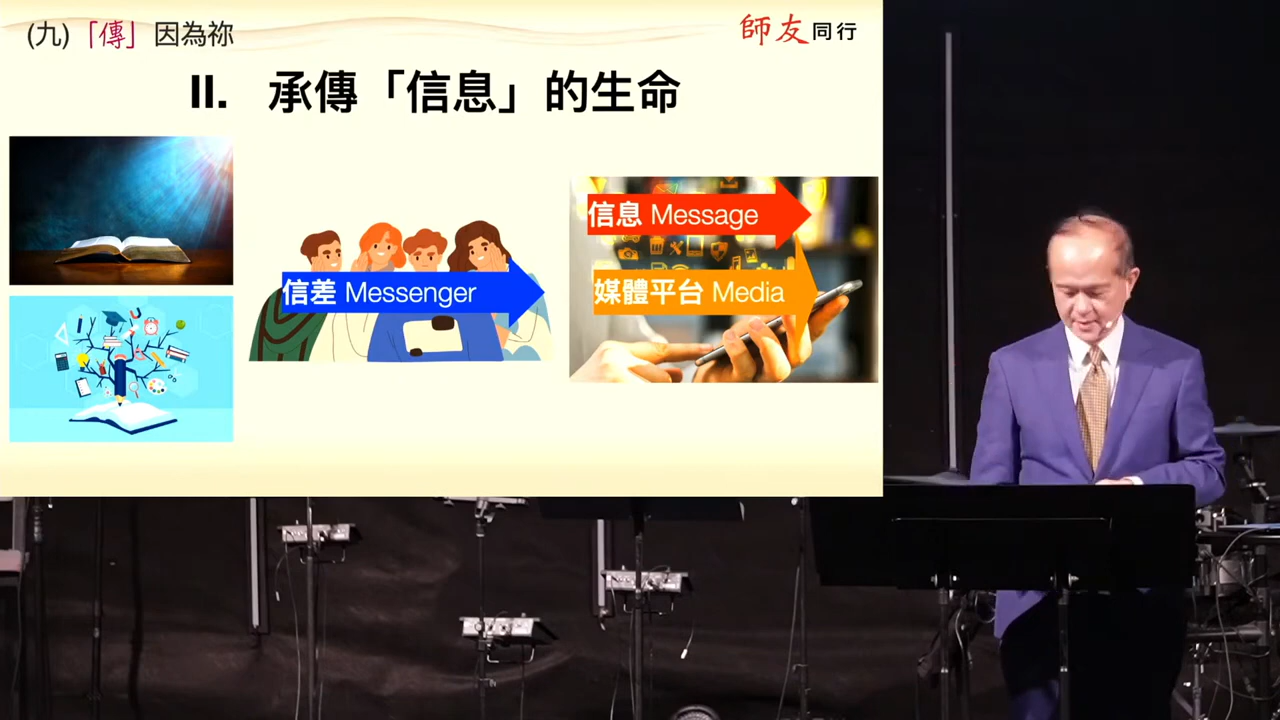 (九)「傳」因為祢
師友同行
II. 承傳「信息」的生命
信息 Message
信差 Messenger
媒體平台 Media